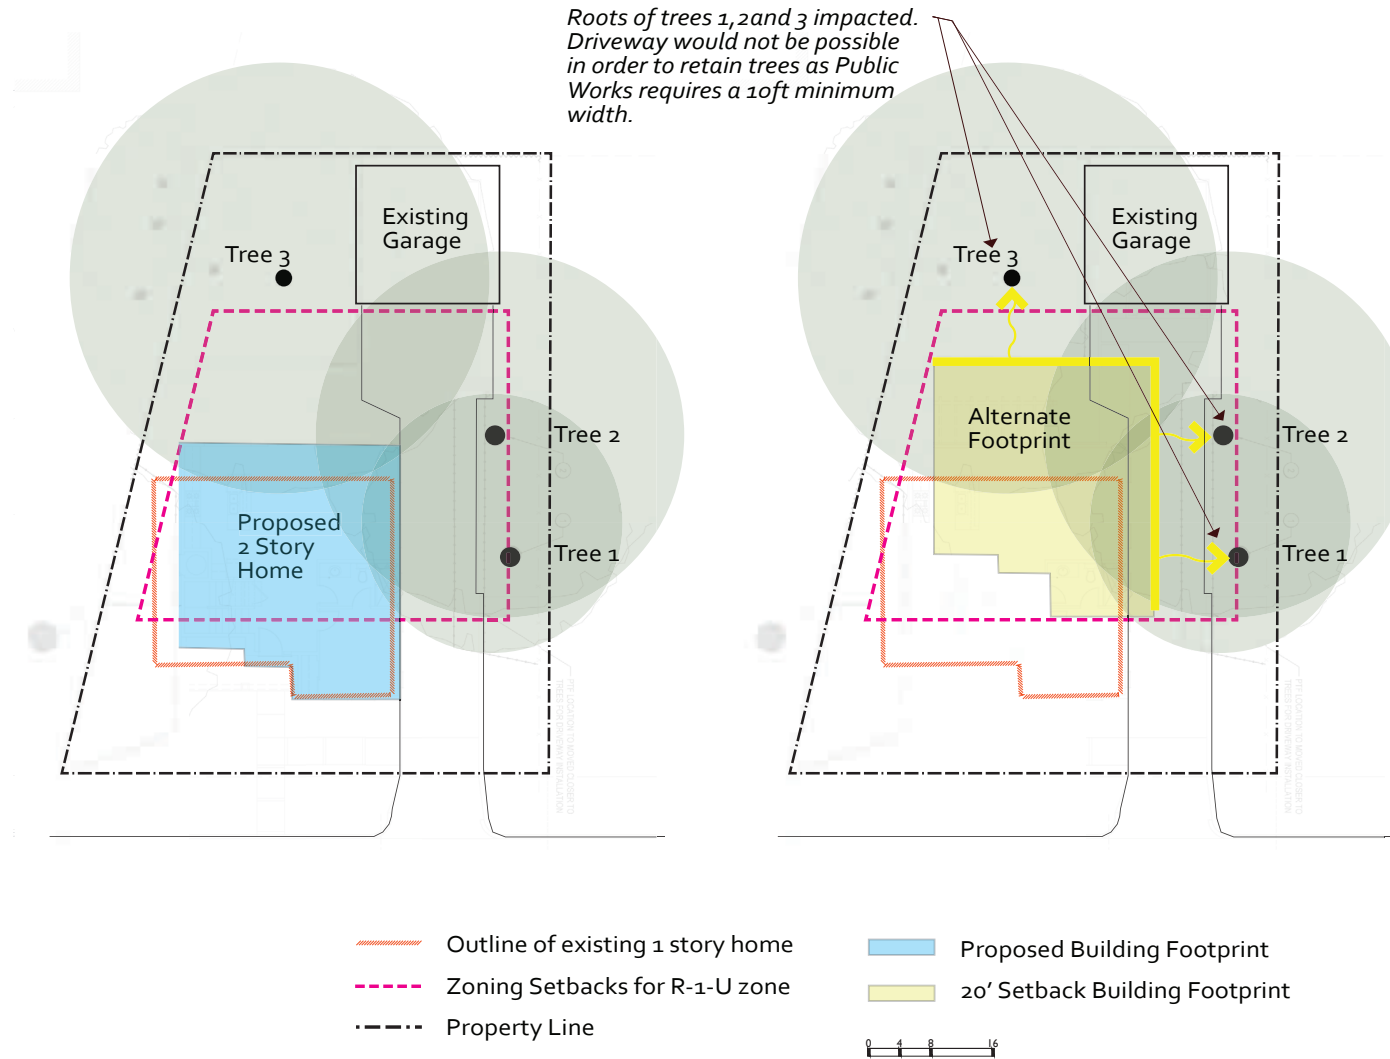 Roots of trees 1,2and 3 impacted.
Driveway would not be possible
in order to retain trees as Public
Works requires a 10ft minimum
width.
Existing
Garage
Tree 3
Tree 2
Proposed
2 Story
Home
Tree 1
Existing
Garage
Tree 3
Alternate
Footprint
Tree 2
Tree 1
Outline of existing 1 story home
Zoning Setbacks for R-1-U zone
Property Line
Proposed Building Footprint
20' Setback Building Footprint
0 4 8 16